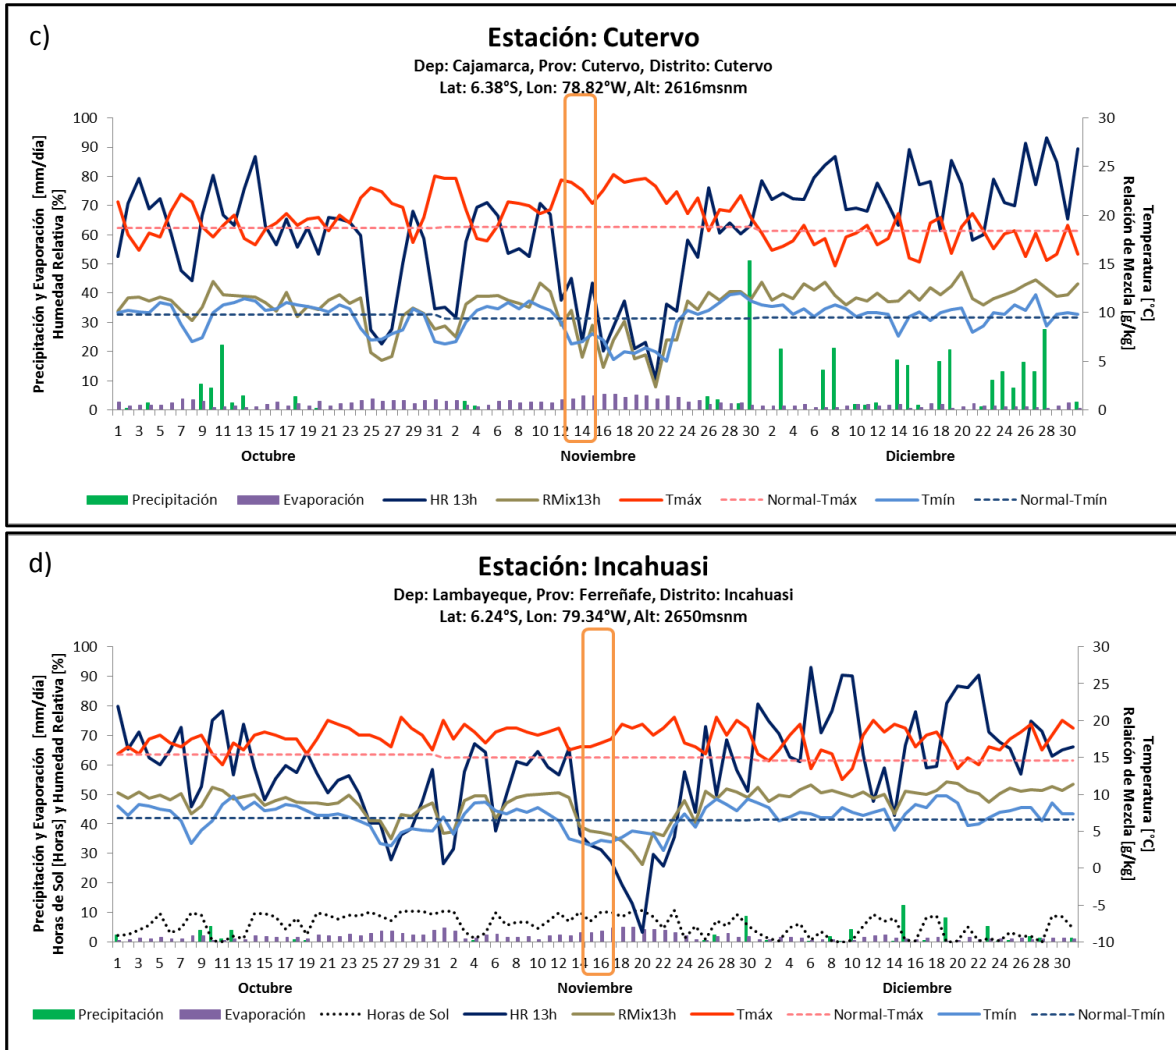 c)
Estación: Cutervo
Dep: Cajamarca, Prov: Cutervo, Distrito: Cutervo
Lat: 6.38°S, Lon: 78.82°W, Alt: 2616msnm
Precipitación y Evaporación [mm/día]
Humedad Relativa [%]
100
90
80
70
60
50
40
30
20
10
0
30
25
20
15
10
5
0
Temperatura [°C]
Relación de Mezcla [g/kg]
1 3 5 7 9 11 13 15 17 19 21 23 25 27 29 31 2 4 6 8 10 12 14 16 18 20 22 24 26 28 30 2 4 6 8 10 12 14 16 18 20 22 24 26 28 30
Octubre Noviembre Diciembre
Precipitación Evaporación HR 13h RMix13h Tmáx Normal-Tmáx Tmín Normal-Tmín
d)
Estación: Incahuasi
Dep: Lambayeque, Prov: Ferreñafe, Distrito: Incahuasi
Lat: 6.24°S, Lon: 79.34°W, Alt: 2650msnm
Precipitación y Evaporación [mm/día]
Horas de Sol [Horas] y Humedad Relativa [%]
100
90
80
70
60
50
40
30
20
10
0
30
25
20
15
10
5
0
-5
-10
Temperatura [°C]
Relaicón de Mezcla [g/kg]
1 3 5 7 9 11 13 15 17 19 21 23 25 27 29 31 2 4 6 8 10 12 14 16 18 20 22 24 26 28 30 2 4 6 8 10 12 14 16 18 20 22 24 26 28 30
Octubre Noviembre Diciembre
Precipitación Evaporación Horas de Sol HR 13h RMix13h Tmáx Normal-Tmáx Tmín Normal-Tmín